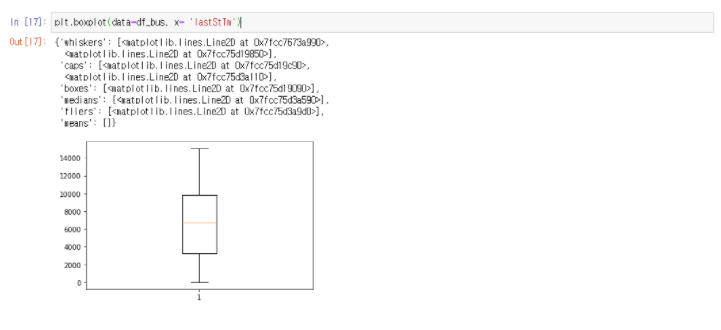 In [17]: plt.boxplot(data=df_bus, x= 'lastStTm')
Out[17]: {'whiskers': [<matplotlib.lines.Line2D at 0x7fcc7673a990>,
<matplotlib.lines.Line2D at 0x7fcc75d19850>],
'caps': [<matplotlib.lines.Line2D at 0x7fcc75d19c90>,
<matplotlib.lines.Line2D at 0x7fcc75d3a110>],
'boxes': [<matplotlib.lines.Line2D at 0x7fcc75d19090>],
'medians': [<matplotlib.lines.Line2D at 0x7fcc75d3a590>],
'fliers': [<matplotlib.lines.Line2D at 0x7fcc75d3a9d0>],
'means': []}
14000
12000
10000
8000
6000
4000
2000
0
1